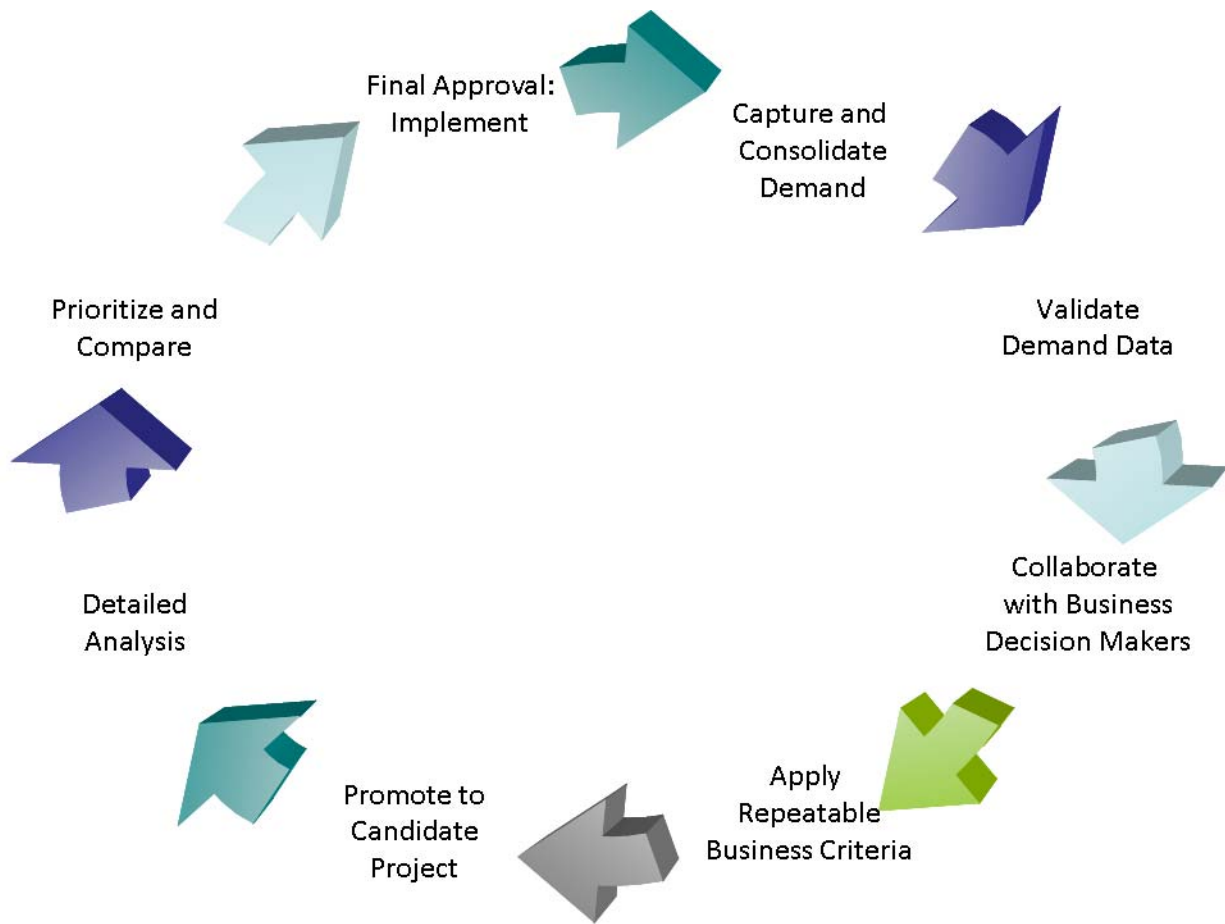 Final Approval:
Implement
Capture and
Consolidate
Demand
Validate
Demand Data
Collaborate
with Business
Decision Makers
Apply
Repeatable
Business Criteria
Promote to
Candidate
Project
Detailed
Analysis
Prioritize and
Compare